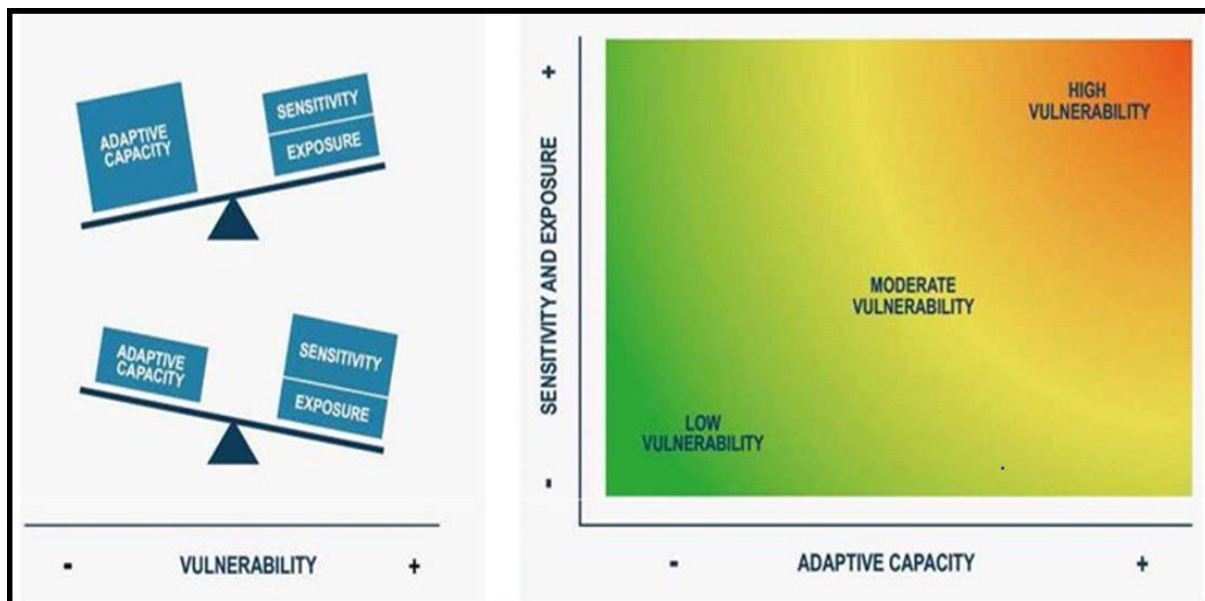 ADAPTIVE
CAPACITY
SENSITIVITY
EXPOSURE
ADAPTIVE
CAPACITY
SENSITIVITY
EXPOSURE
- VULNERABILITY +
SENSITIVITY AND EXPOSURE
+
-
HIGH
VULNERABILITY
MODERATE
VULNERABILITY
LOW
VULNERABILITY
- ADAPTIVE CAPACITY +